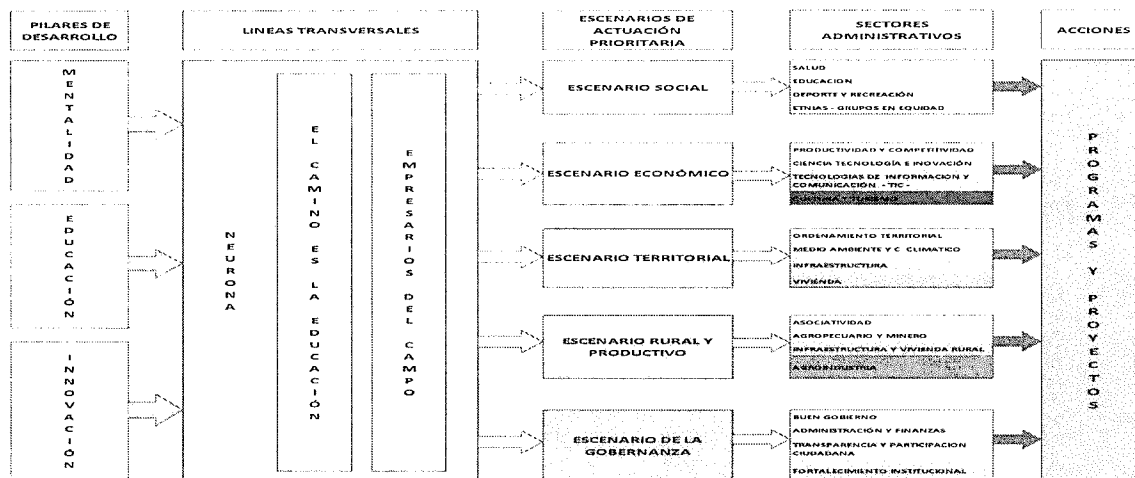 PILARES DE
DESARROLLO
LINEAS TRANSVERSALES
ESCENARIOS DE
ACTUACIÓN
PRIORITARIA
SECTORES
ADMINISTRATIVOS
ACCIONES
MENTALIDAD
EDUCACIÓN
INNOVACIÓN
NEURONA
EL CAMINO ES LA EDUCACIÓN
EMPRESARIOS DEL CAMPO
ESCENARIO SOCIAL
SALUD
EDUCACION
DEPORTE Y RECREACIÓN
ETNIAS - GRUPOS EN EQUIDAD
ESCENARIO ECONÓMICO
PRODUCTIVIDAD Y COMPETITIVIDAD
CIENCIA TECNOLOGÍA E INOVACIÓN
TECNOLOGIAS DE INFORMACION Y
COMUNICACIÓN - TIC -
CULTURA Y TURISMO
ESCENARIO TERRITORIAL
ORDENAMIENTO TERRITORIAL
MEDIO AMBIENTE Y C. CLIMATICO
INFRAESTRUCTURA
VIVIENDA
ESCENARIO RURAL Y
PRODUCTIVO
ASOCIATIVIDAD
AGROPECUARIO Y MINERO
INFRAESTRUCTURA Y VIVIENDA RURAL
AGROINDUSTRIA
ESCENARIO DE LA
GOBERNANZA
BUEN GOBIERNO
ADMINISTRACIÓN Y FINANZAS
TRANSPARENCIA Y PARTICIPACION
CIUDADANA
FORTALECIMIENTO INSTITUCIONAL
PROGRAMAS Y PROYECTOS